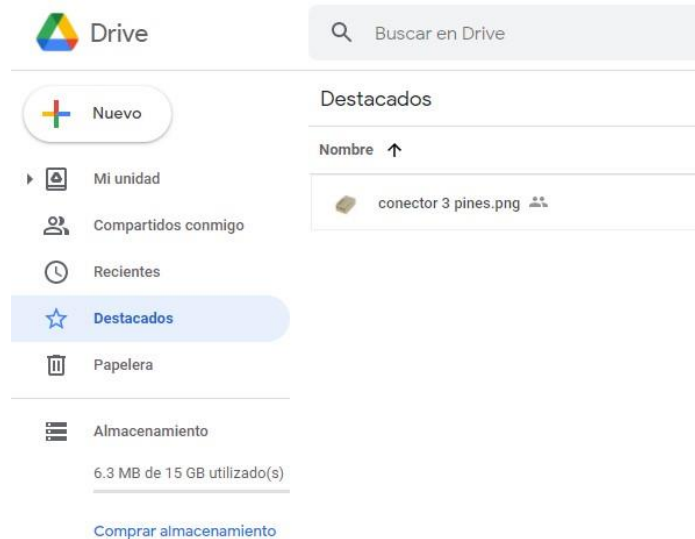 Drive
Buscar en Drive
Nuevo
Mi unidad
Compartidos conmigo
Recientes
Destacados
Papelera
Almacenamiento
6.3 MB de 15 GB utilizado(s)
Comprar almacenamiento
Destacados
Nombre
conector 3 pines.png